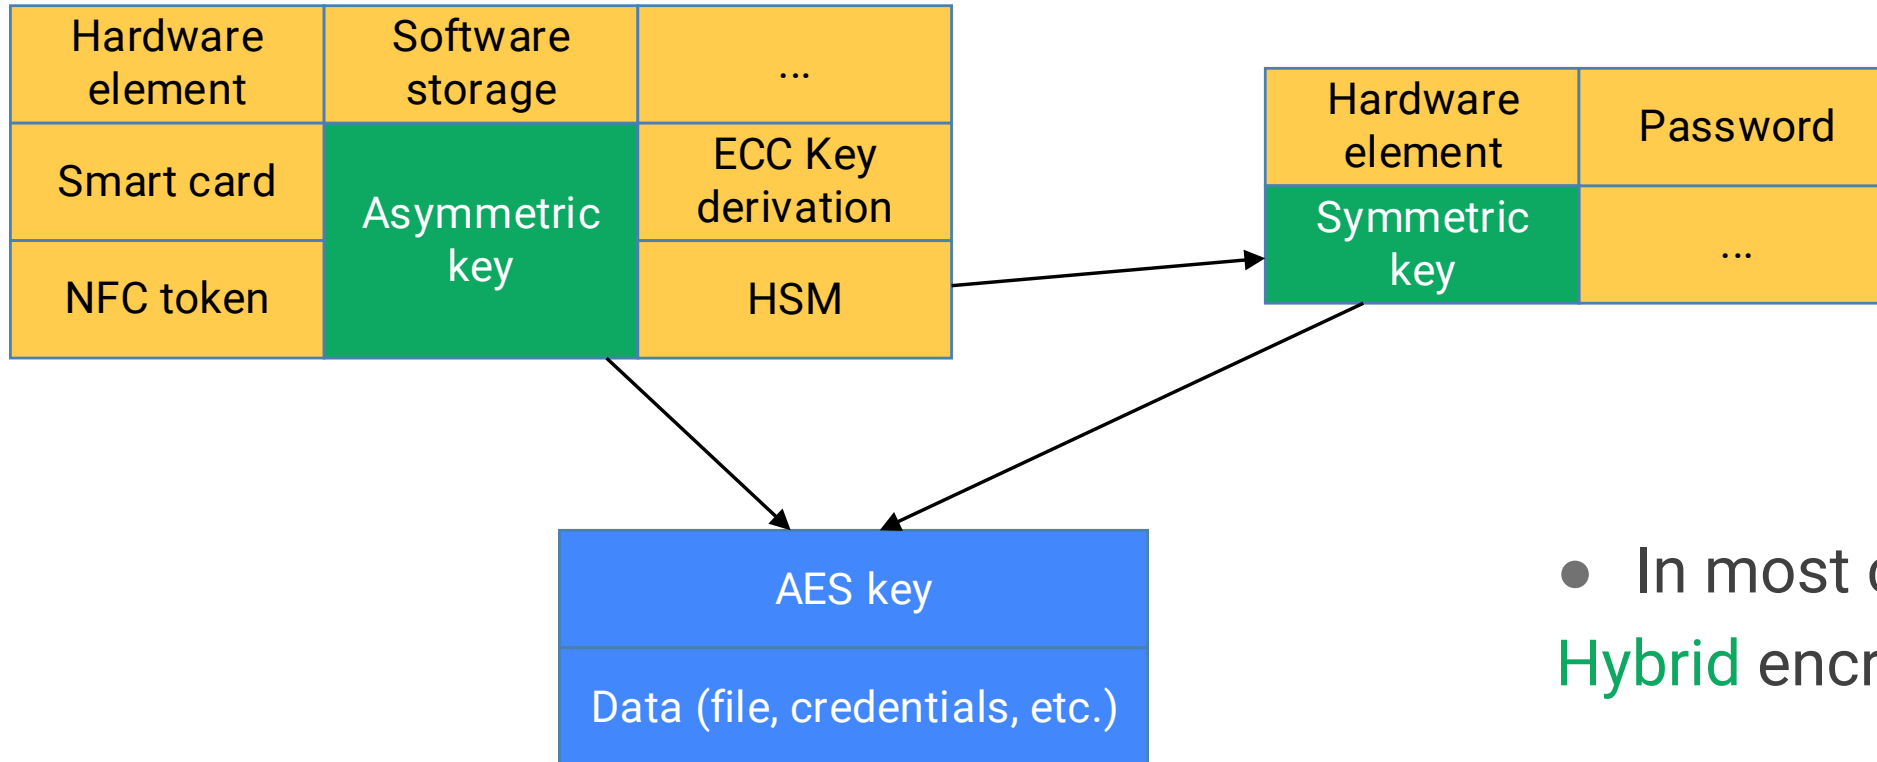 Hardware
element
Software
storage
...
Smart card
Asymmetric
key
ECC Key
derivation
NFC token
HSM
Hardware
element
Password
Symmetric
key
...
AES key
Data (file, credentials, etc.)
● In most
Hybrid